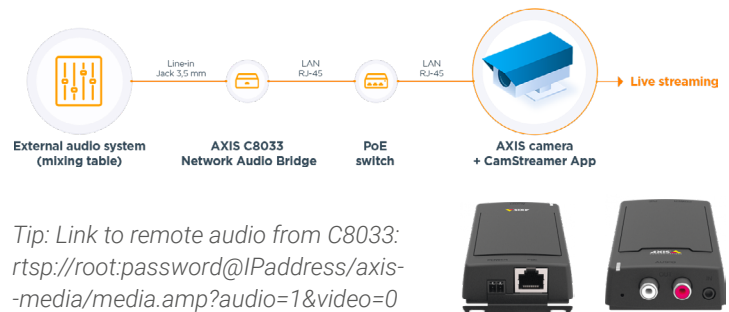 Line-in
Jack 3,5 mm
LAN
RJ-45
LAN
RJ-45
Live streaming
External audio system
(mixing table)
AXIS C8033
Network Audio Bridge
PoE
switch
AXIS camera
+ CamStreamer App
Tip: Link to remote audio from C8033:
rtsp://root:password@IPaddress/axis-
-media/media.amp?audio=1&video=0
AXIS
AXIS